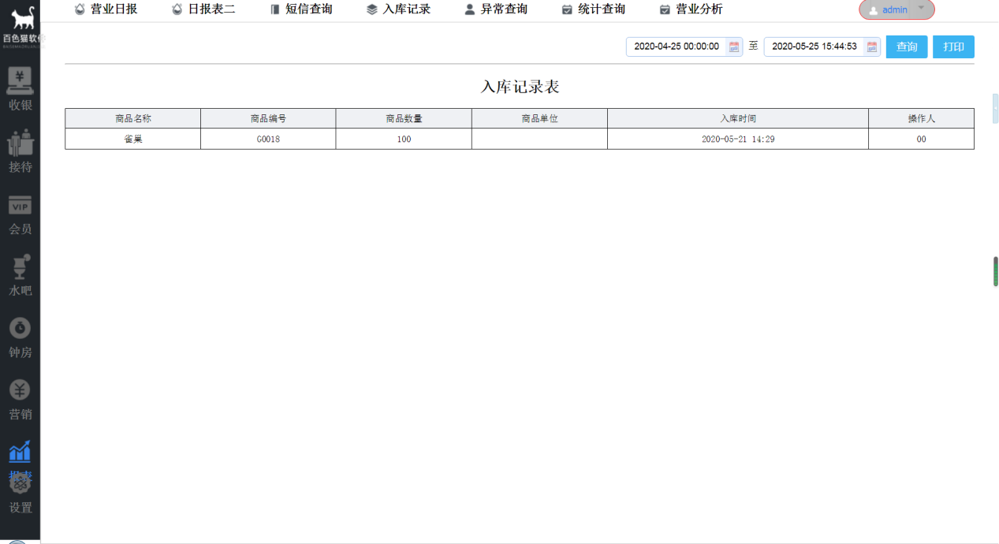 营业日报 日报表二 短信查询 入库记录 异常查询 统计查询 营业分析 admin
百色猫软件
2020-04-25 00:00:00 至 2020-05-25 15:44:53 查询 打印
入库记录表
商品名称 商品编号 商品数量 商品单位 入库时间 操作人
雀巢 G0018 100 2020-05-21 14:29 00
¥
收银
接待
VIP
会员
水吧
钟房
¥
营销
报表
设置